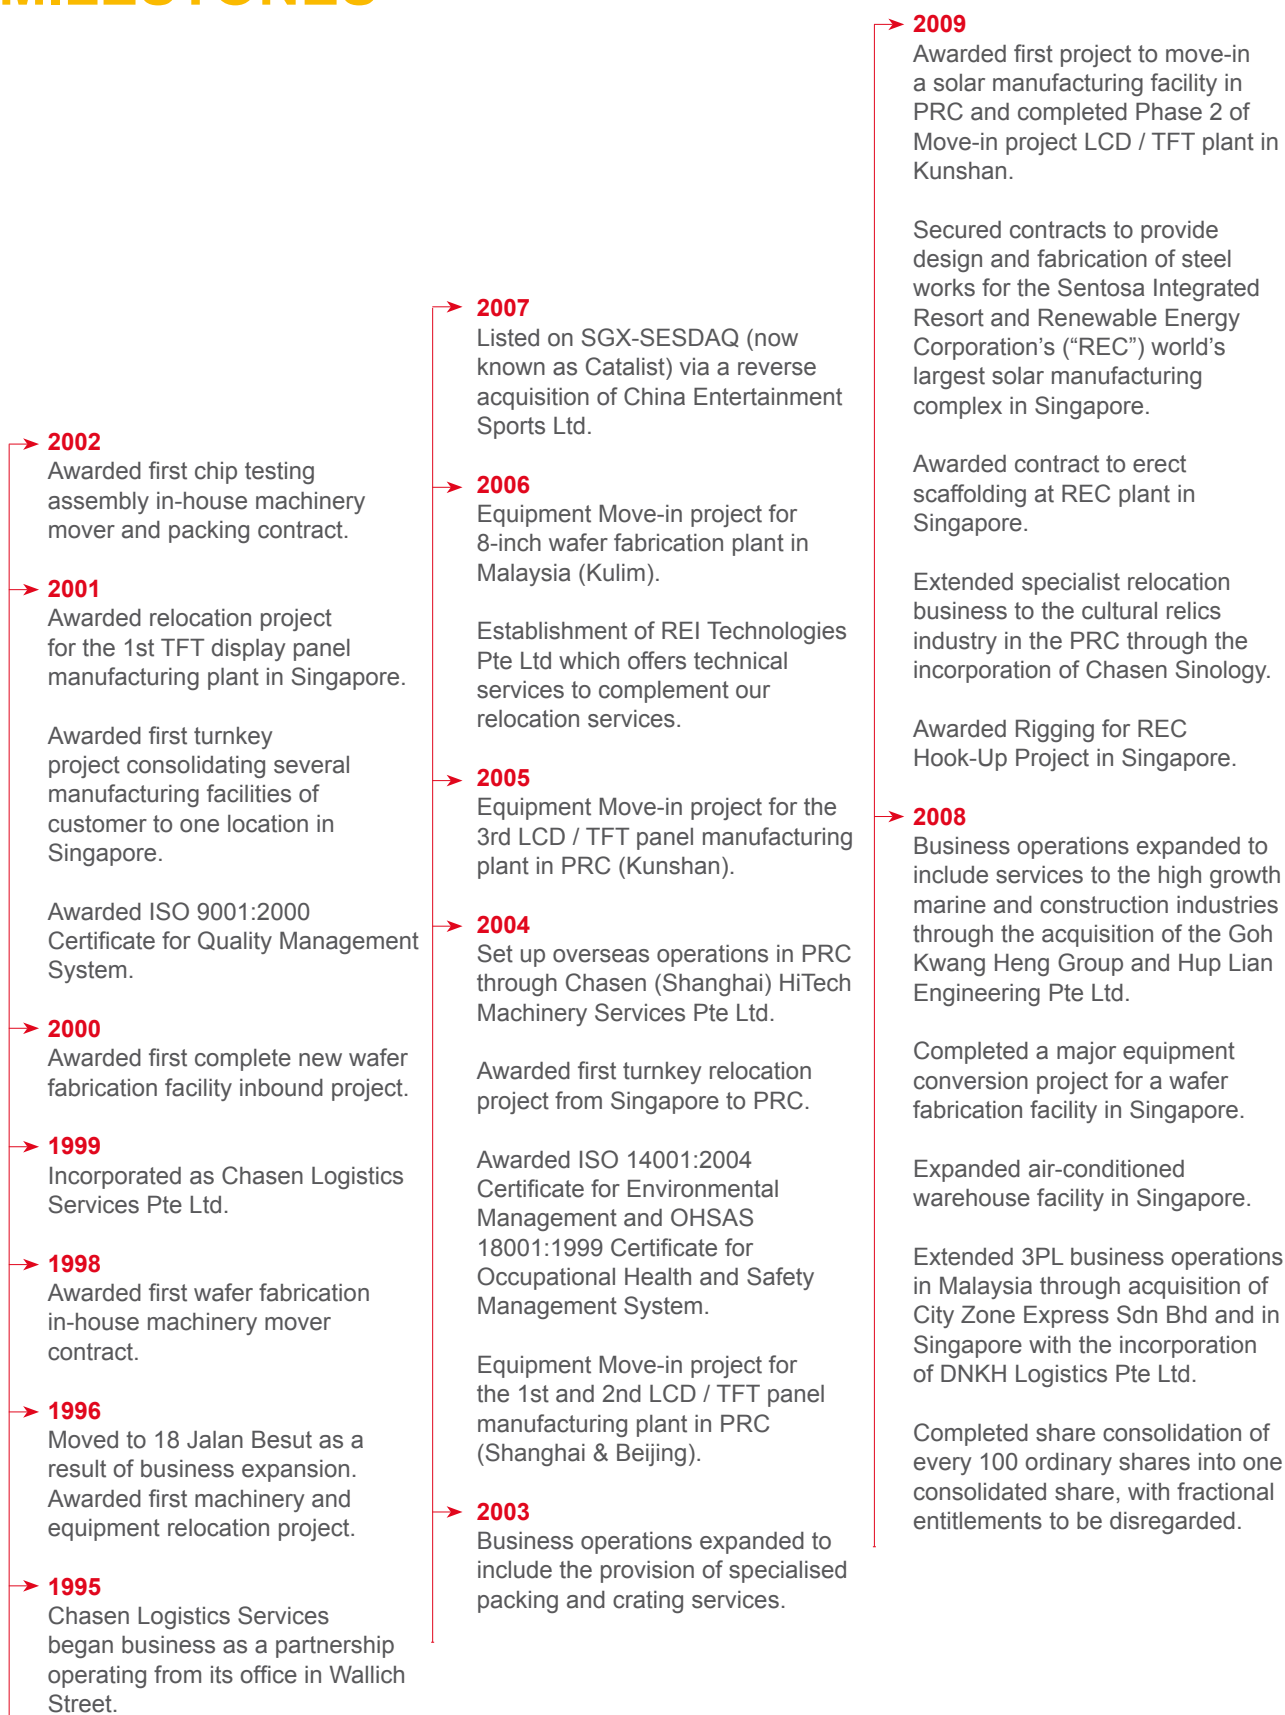 MILESTONES
2002
Awarded first chip testing
assembly in-house machinery
mover and packing contract.
2001
Awarded relocation project
for the 1st TFT display panel
manufacturing plant in Singapore.
Awarded first turnkey
project consolidating several
manufacturing facilities of
customer to one location in
Singapore.
Awarded ISO 9001:2000
Certificate for Quality Management
System.
2000
Awarded first complete new wafer
fabrication facility inbound project.
1999
Incorporated as Chasen Logistics
Services Pte Ltd.
1998
Awarded first wafer fabrication
in-house machinery mover
contract.
1996
Moved to 18 Jalan Besut as a
result of business expansion.
Awarded first machinery and
equipment relocation project.
1995
Chasen Logistics Services
began business as a partnership
operating from its office in Wallich
Street.
2007
Listed on SGX-SESDAQ (now
known as Catalist) via a reverse
acquisition of China Entertainment
Sports Ltd.
2006
Equipment Move-in project for
8-inch wafer fabrication plant in
Malaysia (Kulim).
Establishment of REI Technologies
Pte Ltd which offers technical
services to complement our
relocation services.
2005
Equipment Move-in project for the
3rd LCD / TFT panel manufacturing
plant in PRC (Kunshan).
2004
Set up overseas operations in PRC
through Chasen (Shanghai) HiTech
Machinery Services Pte Ltd.
Awarded first turnkey relocation
project from Singapore to PRC.
Awarded ISO 14001:2004
Certificate for Environmental
Management and OHSAS
18001:1999 Certificate for
Occupational Health and Safety
Management System.
Equipment Move-in project for
the 1st and 2nd LCD / TFT panel
manufacturing plant in PRC
(Shanghai & Beijing).
2003
Business operations expanded to
include the provision of specialised
packing and crating services.
2009
Awarded first project to move-in
a solar manufacturing facility in
PRC and completed Phase 2 of
Move-in project LCD / TFT plant in
Kunshan.
Secured contracts to provide
design and fabrication of steel
works for the Sentosa Integrated
Resort and Renewable Energy
Corporation’s (“REC”) world’s
largest solar manufacturing
complex in Singapore.
Awarded contract to erect
scaffolding at REC plant in
Singapore.
Extended specialist relocation
business to the cultural relics
industry in the PRC through the
incorporation of Chasen Sinology.
Awarded Rigging for REC
Hook-Up Project in Singapore.
2008
Business operations expanded to
include services to the high growth
marine and construction industries
through the acquisition of the Goh
Kwang Heng Group and Hup Lian
Engineering Pte Ltd.
Completed a major equipment
conversion project for a wafer
fabrication facility in Singapore.
Expanded air-conditioned
warehouse facility in Singapore.
Extended 3PL business operations
in Malaysia through acquisition of
City Zone Express Sdn Bhd and in
Singapore with the incorporation
of DNKH Logistics Pte Ltd.
Completed share consolidation of
every 100 ordinary shares into one
consolidated share, with fractional
entitlements to be disregarded.